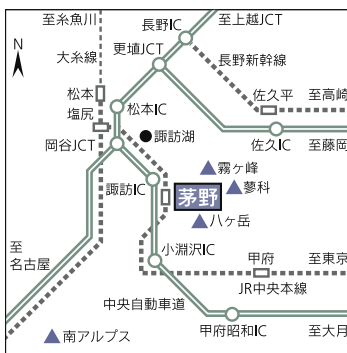 至糸魚川
長野IC
至上越JCT
N
大糸線
更埴JCT
長野新幹線
松本
佐久平
至高崎
塩尻
松本IC
諏訪湖
佐久IC
至藤岡
岡谷JCT
霧ヶ峰
諏訪IC
茅野
蓼科
八ヶ岳
至
名古屋
小淵沢IC
甲府
至東京
JR中央本線
中央自動車道
甲府昭和IC
至大月
南アルプス